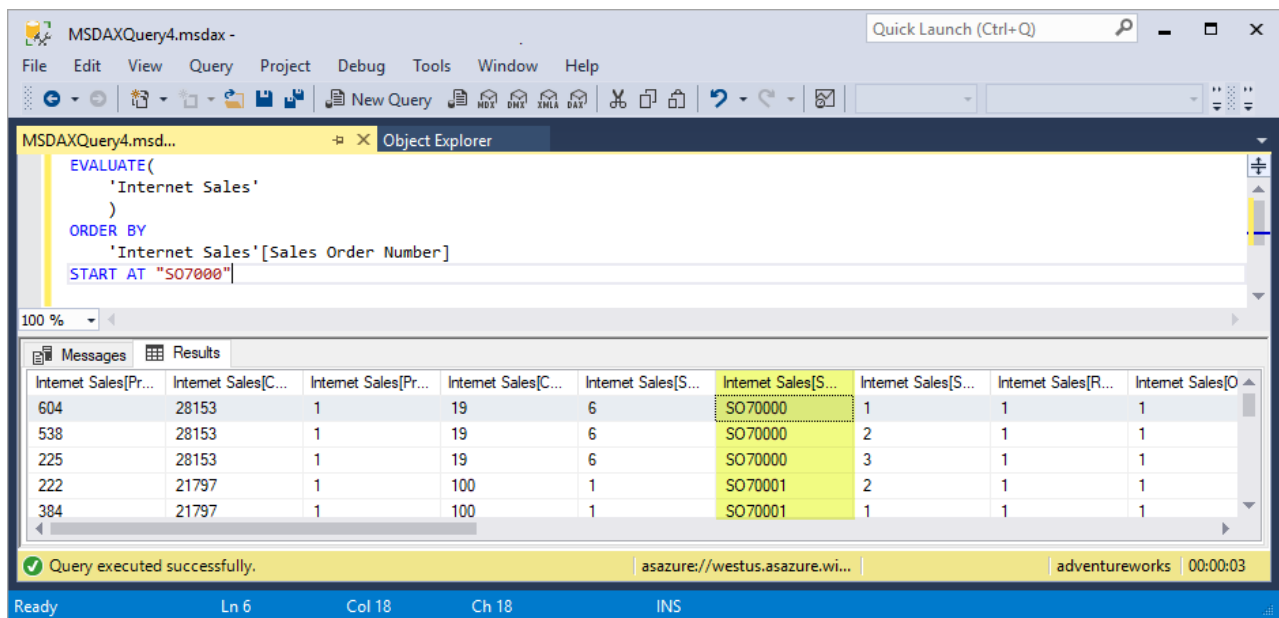 MSDAXQuery4.msdax -
Quick Launch (Ctrl+Q)
File Edit View Query Project Debug Tools Window Help
New Query MDX DMX XMLA DAX
MSDAXQuery4.msd... Object Explorer
EVALUATE(
'Internet Sales'
)
ORDER BY
'Internet Sales'[Sales Order Number]
START AT "SO7000"
100 %
Messages Results
Internet Sales[Pr... Internet Sales[C... Internet Sales[Pr... Internet Sales[C... Internet Sales[S... Internet Sales[S... Internet Sales[S... Internet Sales[R... Internet Sales[O
604 28153 1 19 6 SO70000 1 1 1
538 28153 1 19 6 SO70000 2 1 1
225 28153 1 19 6 SO70000 3 1 1
222 21797 1 100 1 SO70001 2 1 1
384 21797 1 100 1 SO70001 1 1 1
Query executed successfully. asazure://westus.asazure.wi... adventureworks 00:00:03
Ready Ln 6 Col 18 Ch 18 INS